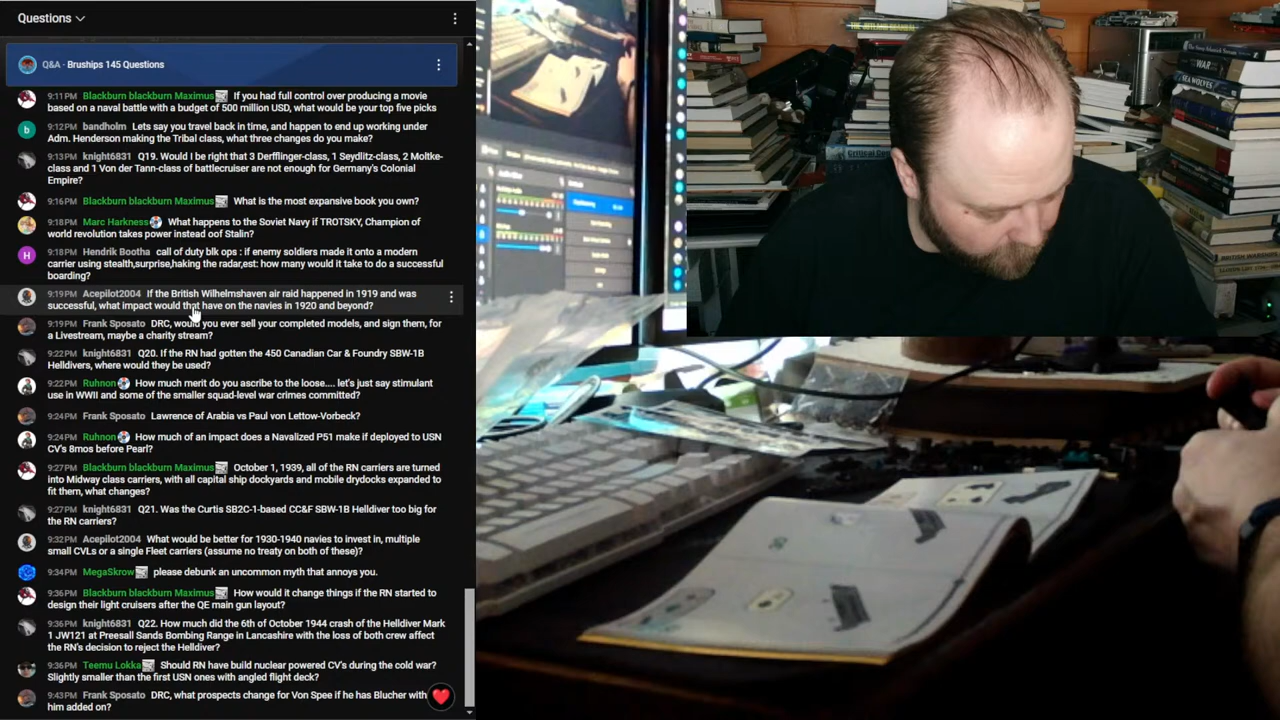 Questions
Q&A · Bruships 145 Questions
9:11PM Blackburn blackburn Maximus If you had full control over producing a movie
based on a naval battle with a budget of 500 million USD, what would be your top five picks
9:12PM bandholm Lets say you travel back in time, and happen to end up working under
Adm. Henderson making the Tribal class, what three changes do you make?
9:13PM knight6831 Q19. Would I be right that 3 Derfflinger-class, 1 Seydlitz-class, 2 Moltke-
class and 1 Von der Tann-class of battlecruiser are not enough for Germany's Colonial
Empire?
9:16PM Blackburn blackburn Maximus What is the most expansive book you own?
9:18PM Marc Harkness What happens to the Soviet Navy if TROTSKY, Champion of
world revolution takes power instead oof Stalin?
9:18PM Hendrik Bootha call of duty blk ops : if enemy soldiers made it onto a modern
carrier using stealth,surprise,haking the radar,est: how many would it take to do a successful
boarding?
9:19PM Acepilot2004 If the British Wilhelmshaven air raid happened in 1919 and was
successful, what impact would that have on the navies in 1920 and beyond?
9:19PM Frank Sposato DRC, would you ever sell your completed models, and sign them, for
a Livestream, maybe a charity stream?
9:22PM knight6831 Q20. If the RN had gotten the 450 Canadian Car & Foundry SBW-1B
Helldivers, where would they be used?
9:22PM Ruhnon How much merit do you ascribe to the loose.... let's just say stimulant
use in WWII and some of the smaller squad-level war crimes committed?
9:24PM Frank Sposato Lawrence of Arabia vs Paul von Lettow-Vorbeck?
9:24PM Ruhnon How much of an impact does a Navalized P51 make if deployed to USN
CV's 8mos before Pearl?
9:27PM Blackburn blackburn Maximus October 1, 1939, all of the RN carriers are turned
into Midway class carriers, with all capital ship dockyards and mobile drydocks expanded to
fit them, what changes?
9:27PM knight6831 Q21. Was the Curtis SB2C-1-based CC&F SBW-1B Helldiver too big for
the RN carriers?
9:32PM Acepilot2004 What would be better for 1930-1940 navies to invest in, multiple
small CVLs or a single Fleet carriers (assume no treaty on both of these)?
9:34PM MegaSkrow please debunk an uncommon myth that annoys you.
9:36PM Blackburn blackburn Maximus How would it change things if the RN started to
design their light cruisers after the QE main gun layout?
9:36PM knight6831 Q22. How much did the 6th of October 1944 crash of the Helldiver Mark
1 JW121 at Preesall Sands Bombing Range in Lancashire with the loss of both crew affect
the RN's decision to reject the Helldiver?
9:36PM Teemu Lokka Should RN have build nuclear powered CV's during the cold war?
Slightly smaller than the first USN ones with angled flight deck?
9:43PM Frank Sposato DRC, what prospects change for Von Spee if he has Blucher with
him added on?
SEA WOLVES